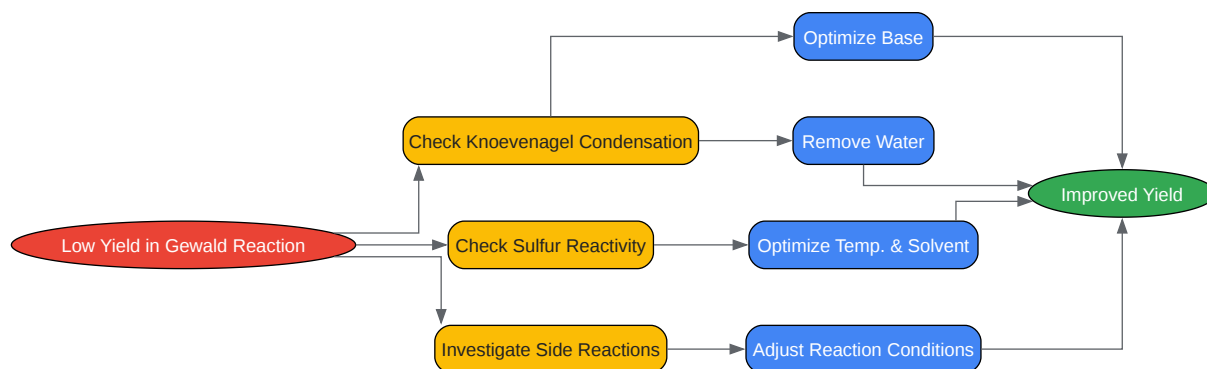 Optimize Base
Check Knoevenagel Condensation
Remove Water
Improved Yield
Low Yield in Gewald Reaction
Check Sulfur Reactivity
Optimize Temp. & Solvent
Investigate Side Reactions
Adjust Reaction Conditions